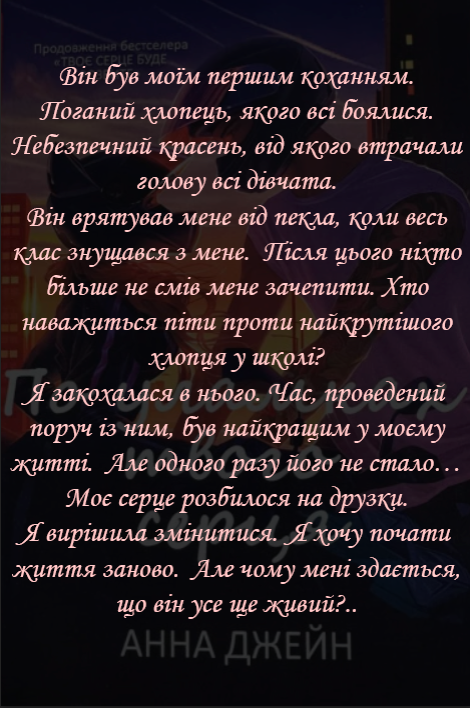 Продовження бестселера
«ТВОЄ СЕРЦЕ БУДЕ
Він був моїм першим коханням.
Поганий хлопець, якого всі боялися.
Небезпечний красень, від якого втрачали
голову всі дівчата.
Він врятував мене від пекла, коли весь
клас знущався з мене. Після цього ніхто
більше не смів мене зачепити. Хто
наважиться піти проти найкрутішого
хлопця у школі?
Я закохалася в нього. Час, проведений
поруч із ним, був найкращим у моєму
житті. Але одного разу його не стало…
Моє серце розбилося на друзки.
Я вирішила змінитися. Я хочу почати
життя заново. Але чому мені здається,
що він усе ще живий?..
серця
АННА ДЖЕЙН